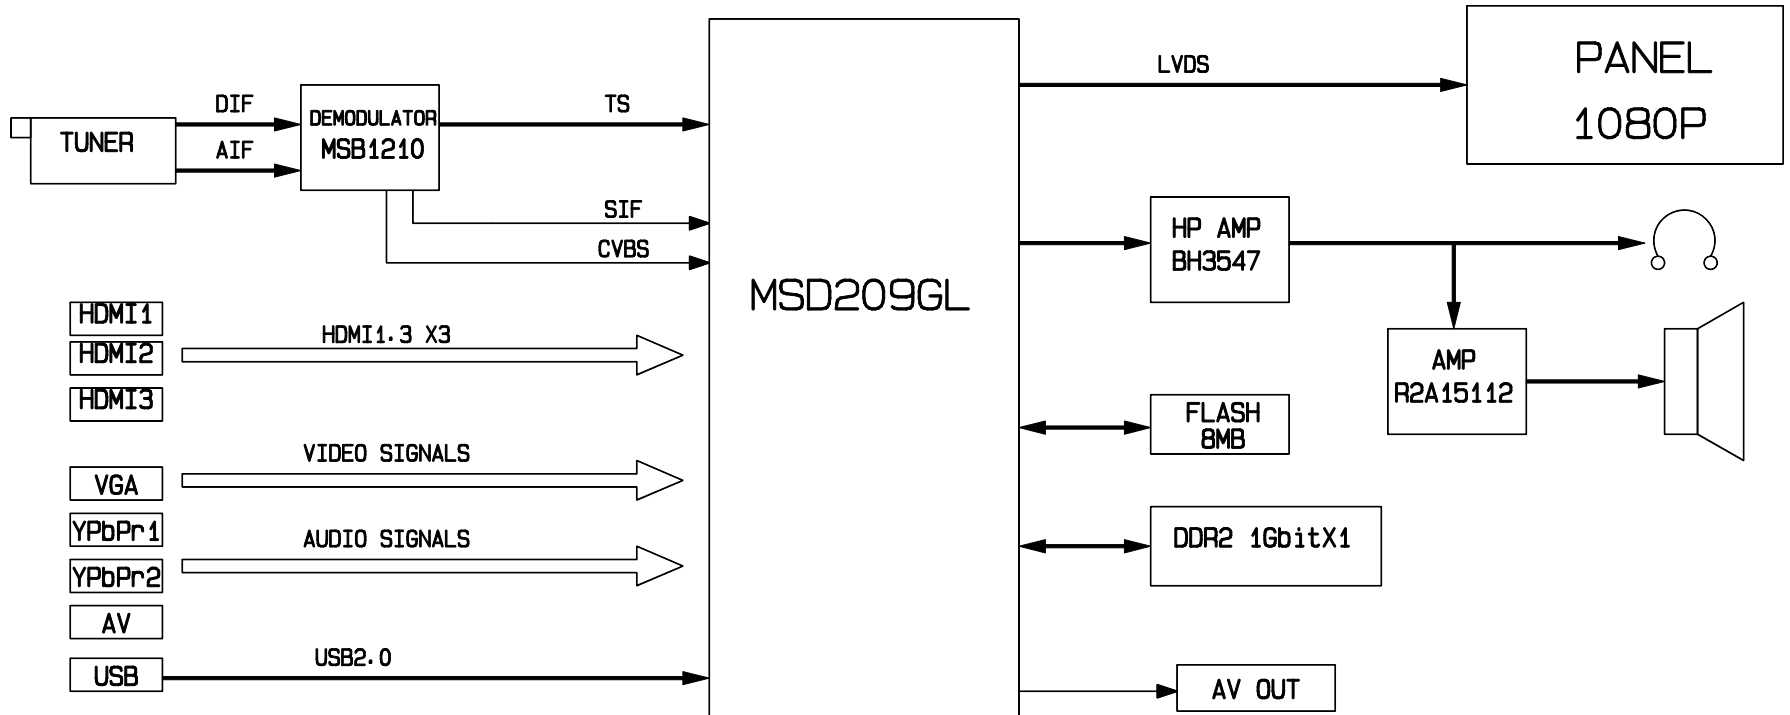 LVDS
PANEL
1080P
DIF
TS
DEMODULATOR
MSB1210
TUNER
AIF
SIF
CVBS
HP AMP
BH3547
MSD209GL
HDMI1
HDMI2
HDMI3
HDMI1.3 X3
AMP
R2A15112
FLASH
8MB
VIDEO SIGNALS
VGA
YPbPr1
AUDIO SIGNALS
DDR2 1GbitX1
YPbPr2
AV
USB2.0
USB
AV OUT